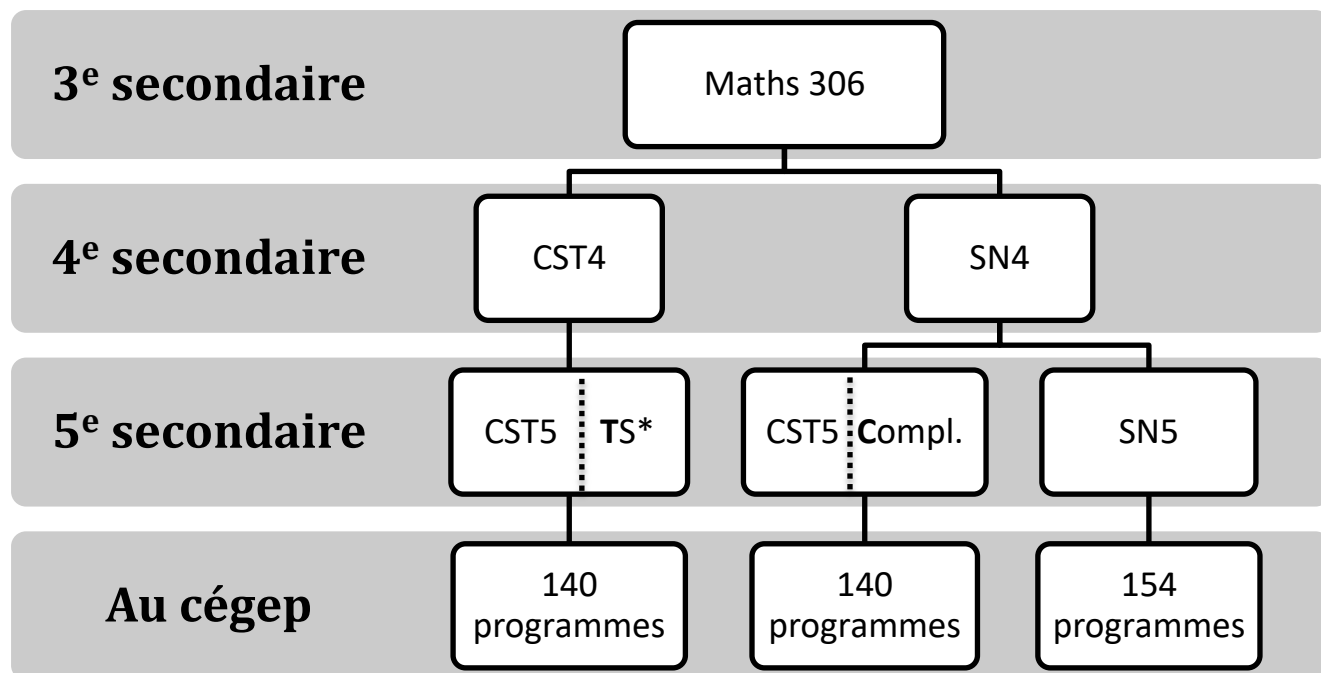 3e secondaire
Maths 306
4e secondaire
CST4
SN4
5e secondaire
CST5
TS*
CST5
Compl.
SN5
Au cégep
140
programmes
140
programmes
154
programmes